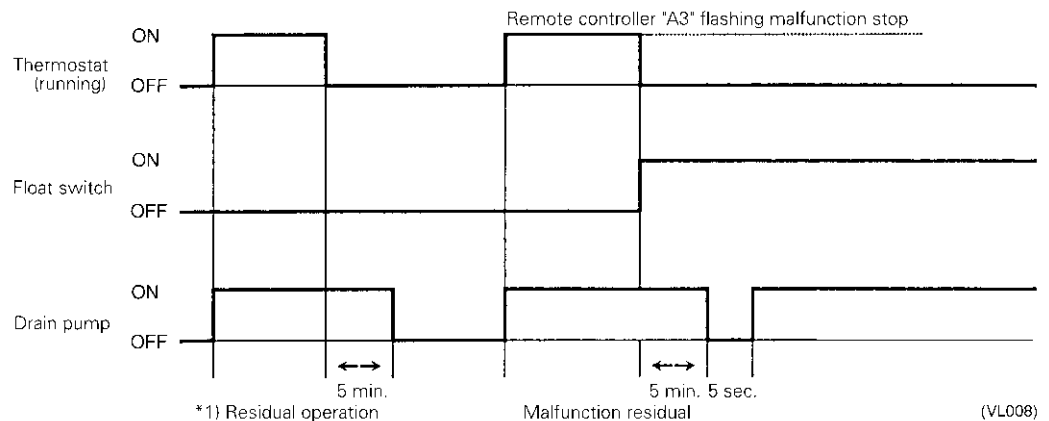 Remote controller "A3" flashing malfunction stop
ON
Thermostat
(running)
OFF
ON
Float switch
OFF
ON
Drain pump
OFF
5 min.
5 min. 5 sec.
*1) Residual operation
Malfunction residual
(VL008)